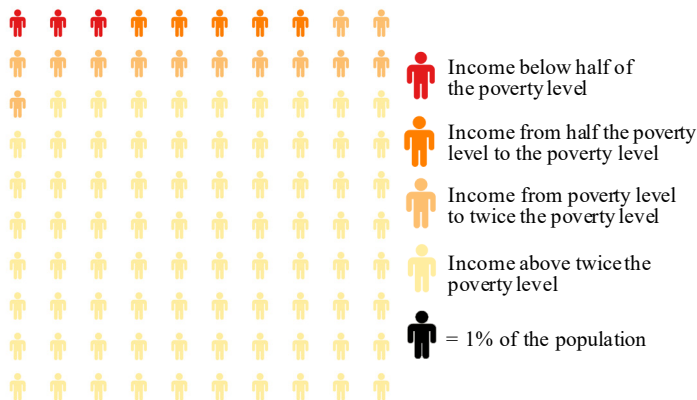 Income below half of
the poverty level
Income from half the poverty
level to the poverty level
Income from poverty level
to twice the poverty level
Income above twice the
poverty level
= 1% of the population